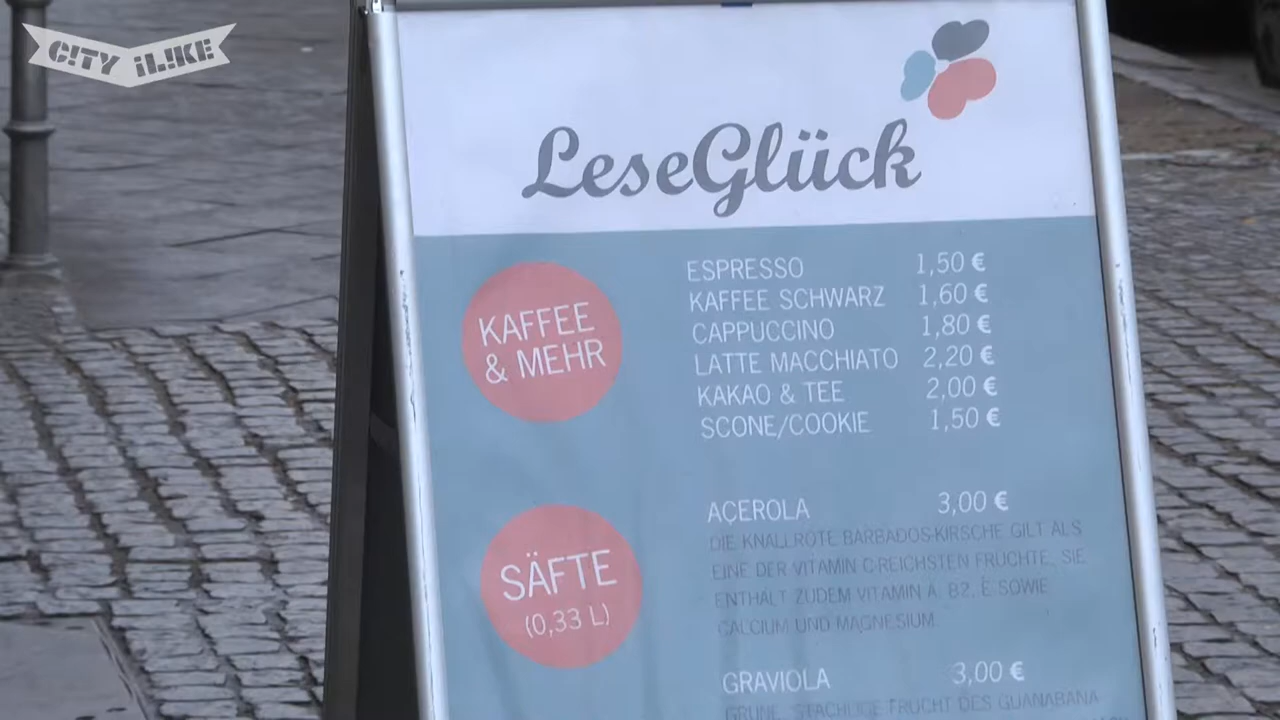 C!TY iL!KE
LeseGlück
KAFFEE
& MEHR
ESPRESSO 1,50 €
KAFFEE SCHWARZ 1,60 €
CAPPUCCINO 1,80 €
LATTE MACCHIATO 2,20 €
KAKAO & TEE 2,00 €
SCONE/COOKIE 1,50 €
SÄFTE
(0,33 L)
AÇEROLA 3,00 €
DIE KNALLROTE BARBADOS-KIRSCHE GILT ALS
EINE DER VITAMIN C-REICHSTEN FRÜCHTE. SIE
ENTHÄLT ZUDEM VITAMIN A, B2, E SOWIE
CALCIUM UND MAGNESIUM.
GRAVIOLA 3,00 €
GRÜNE, STACHLIGE FRUCHT DES GUANABANA